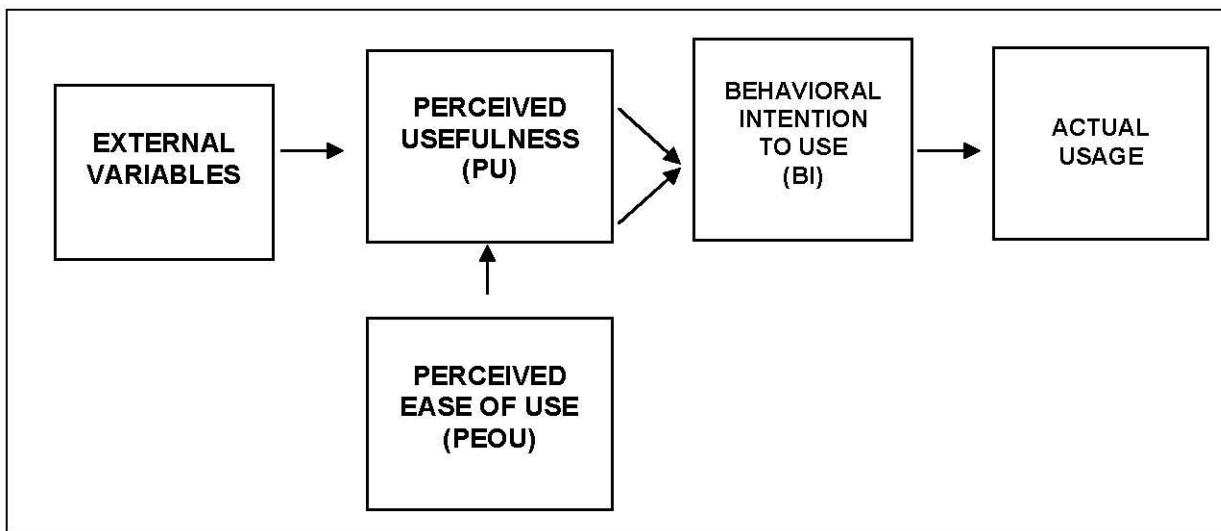 EXTERNAL
VARIABLES
PERCEIVED
USEFULNESS
(PU)
BEHAVIORAL
INTENTION
TO USE
(BI)
ACTUAL
USAGE
PERCEIVED
EASE OF USE
(PEOU)